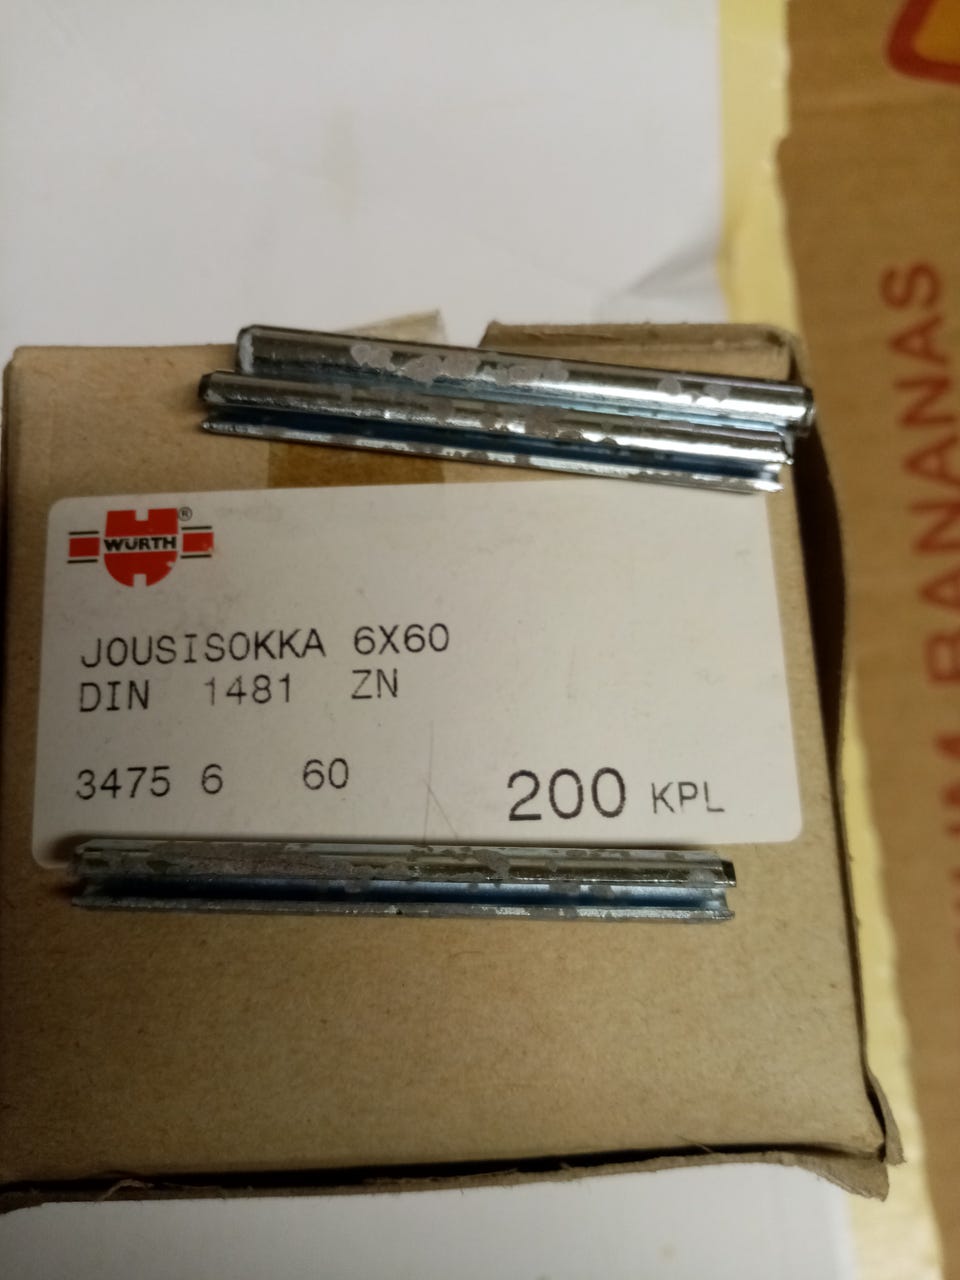 WÜRTH®
JOUSISOKKA 6X60
DIN 1481 ZN
3475 6 60
200 KPL
BANANAS